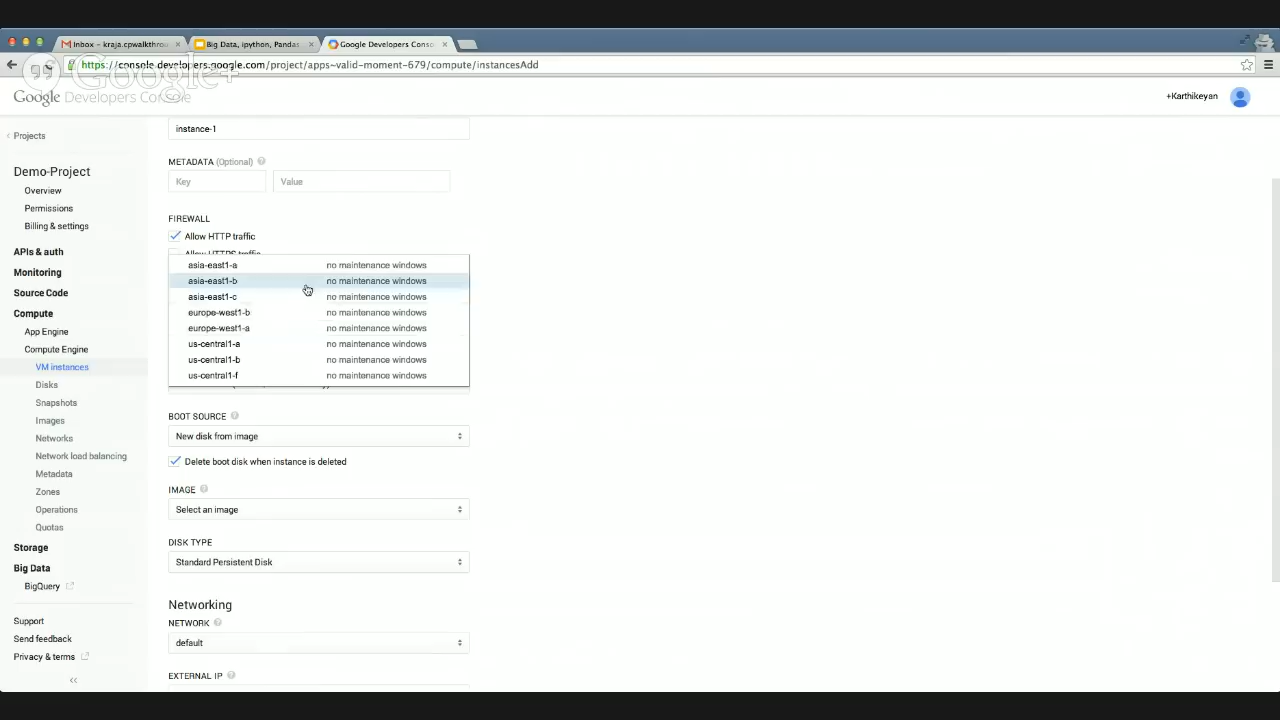 Inbox - kraja.cpwalkthrou
Big Data, ipython, Pandas
Google Developers Conso
https://console.developers.google.com/project/apps~valid-moment-679/compute/instancesAdd
Google+
Google Developers Console
+Karthikeyan
Projects
Demo-Project
Overview
Permissions
Billing & settings
APIs & auth
Monitoring
Source Code
Compute
App Engine
Compute Engine
VM instances
Disks
Snapshots
Images
Networks
Network load balancing
Metadata
Zones
Operations
Quotas
Storage
Big Data
BigQuery
Support
Send feedback
Privacy & terms
instance-1
METADATA (Optional)
Key Value
FIREWALL
Allow HTTP traffic
Allow HTTPS traffic
asia-east1-a no maintenance windows
asia-east1-b no maintenance windows
asia-east1-c no maintenance windows
europe-west1-b no maintenance windows
europe-west1-a no maintenance windows
us-central1-a no maintenance windows
us-central1-b no maintenance windows
us-central1-f no maintenance windows
BOOT SOURCE
New disk from image
Delete boot disk when instance is deleted
IMAGE
Select an image
DISK TYPE
Standard Persistent Disk
Networking
NETWORK
default
EXTERNAL IP